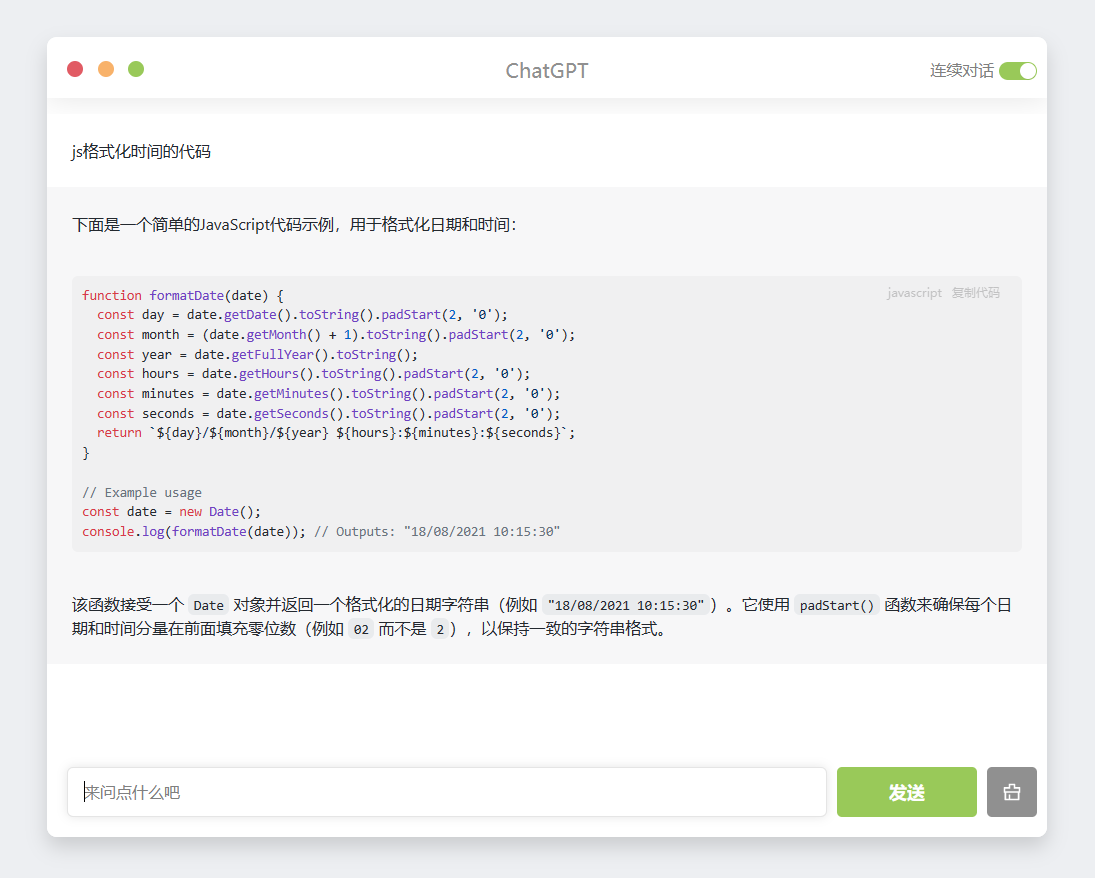 ChatGPT
连续对话
js格式化时间的代码
下面是一个简单的JavaScript代码示例，用于格式化日期和时间：
javascript 复制代码
function formatDate(date) {
  const day = date.getDate().toString().padStart(2, '0');
  const month = (date.getMonth() + 1).toString().padStart(2, '0');
  const year = date.getFullYear().toString();
  const hours = date.getHours().toString().padStart(2, '0');
  const minutes = date.getMinutes().toString().padStart(2, '0');
  const seconds = date.getSeconds().toString().padStart(2, '0');
  return `${day}/${month}/${year} ${hours}:${minutes}:${seconds}`;
}
// Example usage
const date = new Date();
console.log(formatDate(date)); // Outputs: "18/08/2021 10:15:30"
该函数接受一个 Date 对象并返回一个格式化的日期字符串（例如 "18/08/2021 10:15:30"）。它使用 padStart() 函数来确保每个日
期和时间分量在前面填充零位数（例如 02 而不是 2），以保持一致的字符串格式。
来问点什么吧
发送